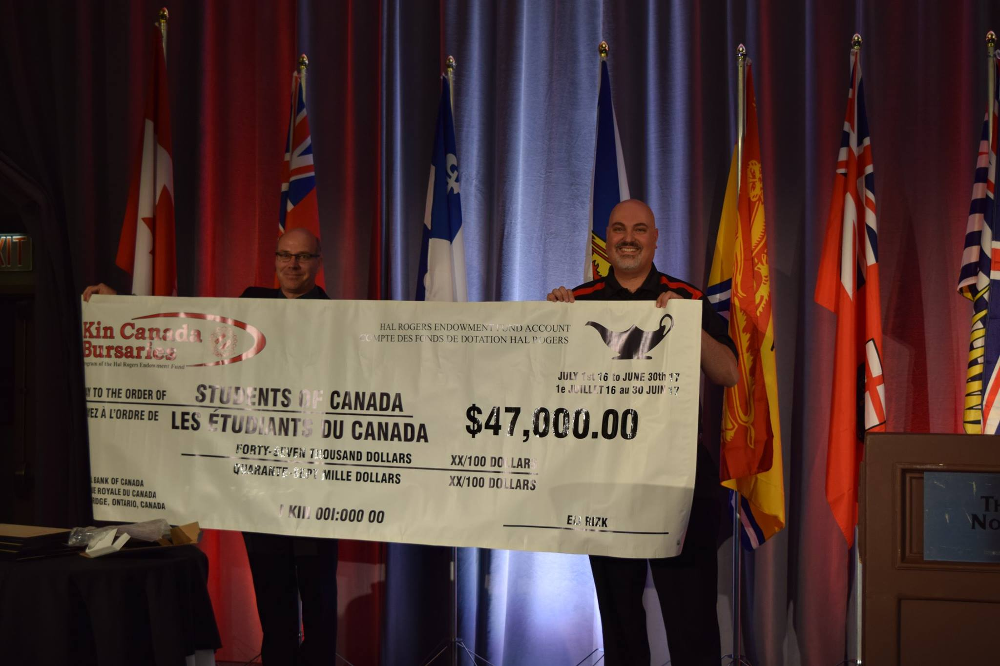 XIT
Kin Canada
Bursaries
ogram of the Hal Rogers Endowment Fund
HAL ROGERS ENDOWMENT FUND ACCOUNT
COMPTE DES FONDS DE DOTATION HAL ROGERS
JULY 1st 16 to JUNE 30th 17
1e JUILLET 16 au 30 JUIN 17
Y TO THE ORDER OF STUDENTS OF CANADA
YEZ À L'ORDRE DE LES ÉTUDIANTS DU CANADA
$47,000.00
FORTY-SEVEN THOUSAND DOLLARS XX/100 DOLLARS
QUARANTE-SEPT MILLE DOLLARS XX/100 DOLLARS
L BANK OF CANADA
UE ROYALE DU CANADA
RIDGE, ONTARIO, CANADA
1 KIN 001:000 00
ELI RIZK
TH
NO